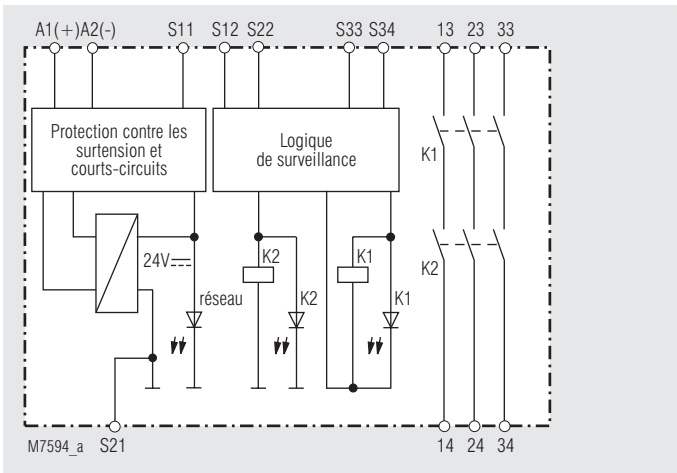 A1(+) A2(-) S11 S12 S22 S33 S34 13 23 33
Protection contre les
surtension et
courts-circuits
Logique
de surveillance
K1
24V
réseau
K2
K2
K1
K1
K2
M7594_a S21 14 24 34